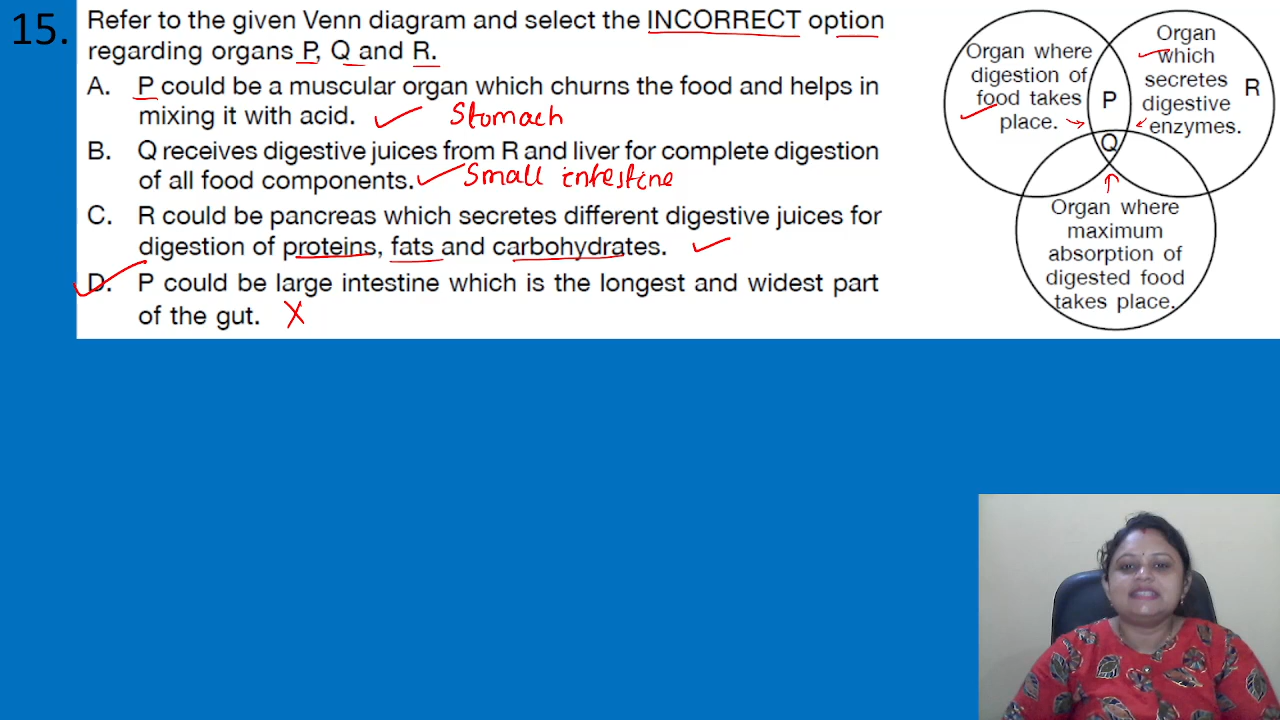 15. Refer to the given Venn diagram and select the INCORRECT option
regarding organs P, Q and R.
A. P could be a muscular organ which churns the food and helps in
mixing it with acid. Stomach
B. Q receives digestive juices from R and liver for complete digestion
of all food components. Small intestine
C. R could be pancreas which secretes different digestive juices for
digestion of proteins, fats and carbohydrates.
D. P could be large intestine which is the longest and widest part
of the gut. X
Organ where
digestion of
food takes
place.
P
Q
Organ
which
secretes
digestive
enzymes.
R
Organ where
maximum
absorption of
digested food
takes place.